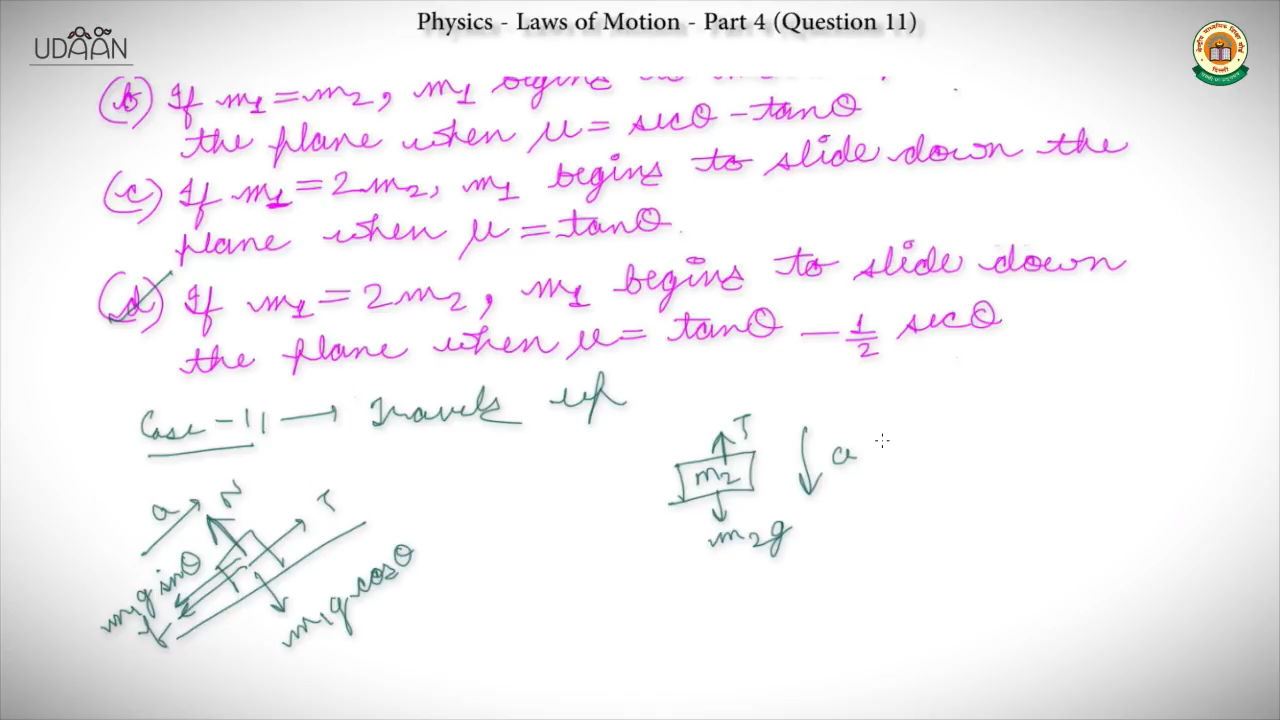 Physics - Laws of Motion - Part 4 (Question 11)
UDAAN
(b) If m1 = m2, m1 begins to
the plane when μ = secθ - tanθ
(c) If m1 = 2m2, m1 begins to slide down the
plane when μ = tanθ.
(d) If m1 = 2m2, m1 begins to slide down
the plane when μ = tanθ - 1/2 secθ
Case-II → Travels up
T
m2
a
m2g
a
N
T
m1g sinθ
f
m1g cosθ